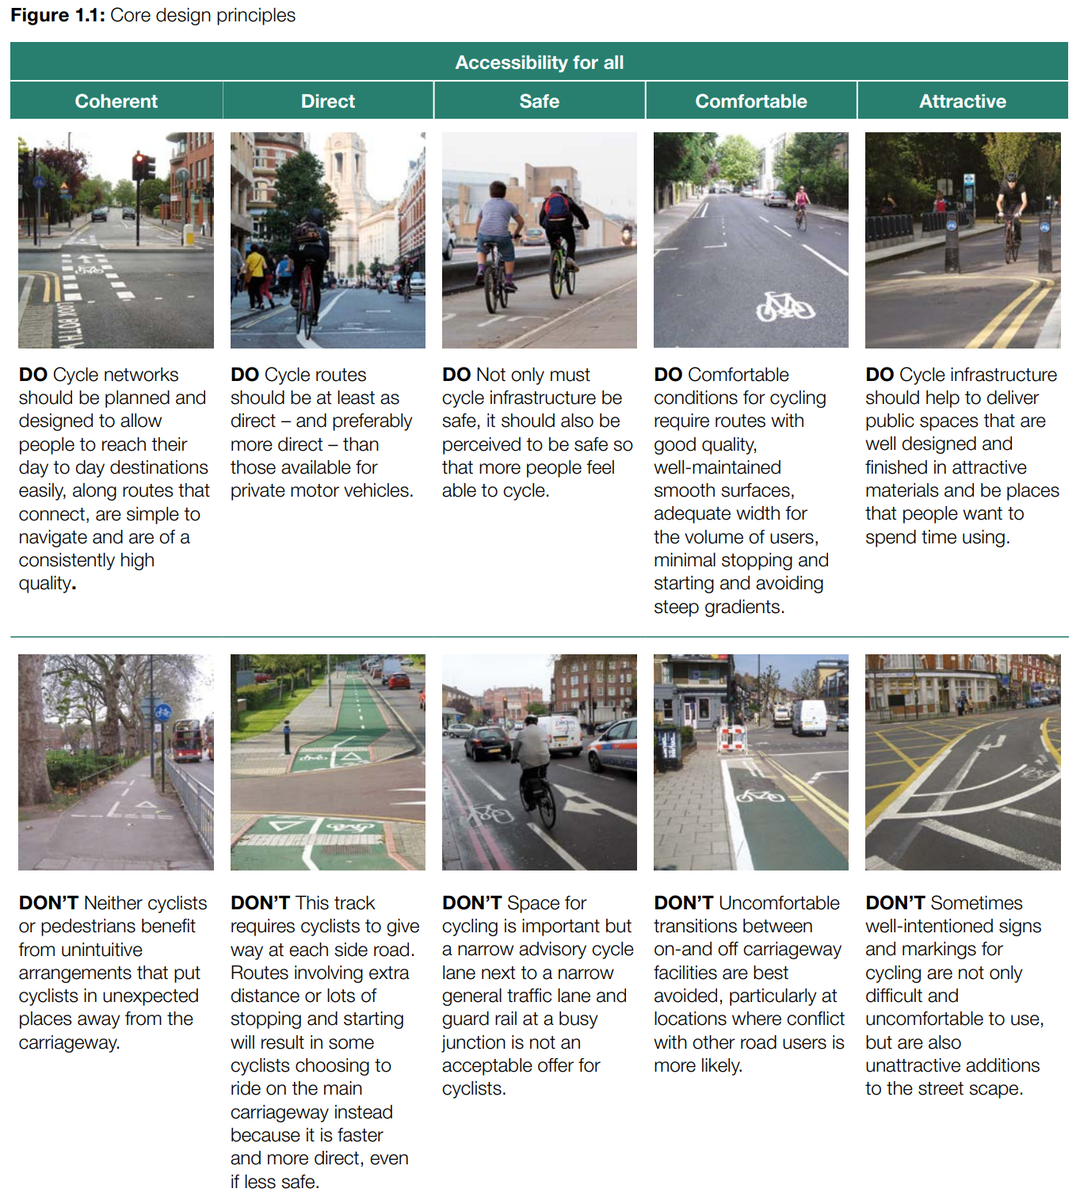 Figure 1.1: Core design principles
Accessibility for all
Coherent
Direct
Safe
Comfortable
Attractive
LOOK BOTH W
DO Cycle networks
should be planned and
designed to allow
people to reach their
day to day destinations
easily, along routes that
connect, are simple to
navigate and are of a
consistently high
quality.
DO Cycle routes
should be at least as
direct – and preferably
more direct – than
those available for
private motor vehicles.
DO Not only must
cycle infrastructure be
safe, it should also be
perceived to be safe so
that more people feel
able to cycle.
DO Comfortable
conditions for cycling
require routes with
good quality,
well-maintained
smooth surfaces,
adequate width for
the volume of users,
minimal stopping and
starting and avoiding
steep gradients.
DO Cycle infrastructure
should help to deliver
public spaces that are
well designed and
finished in attractive
materials and be places
that people want to
spend time using.
DON’T Neither cyclists
or pedestrians benefit
from unintuitive
arrangements that put
cyclists in unexpected
places away from the
carriageway.
DON’T This track
requires cyclists to give
way at each side road.
Routes involving extra
distance or lots of
stopping and starting
will result in some
cyclists choosing to
ride on the main
carriageway instead
because it is faster
and more direct, even
if less safe.
DON’T Space for
cycling is important but
a narrow advisory cycle
lane next to a narrow
general traffic lane and
guard rail at a busy
junction is not an
acceptable offer for
cyclists.
DON’T Uncomfortable
transitions between
on-and off carriageway
facilities are best
avoided, particularly at
locations where conflict
with other road users is
more likely.
DON’T Sometimes
well-intentioned signs
and markings for
cycling are not only
difficult and
uncomfortable to use,
but are also
unattractive additions
to the street scape.